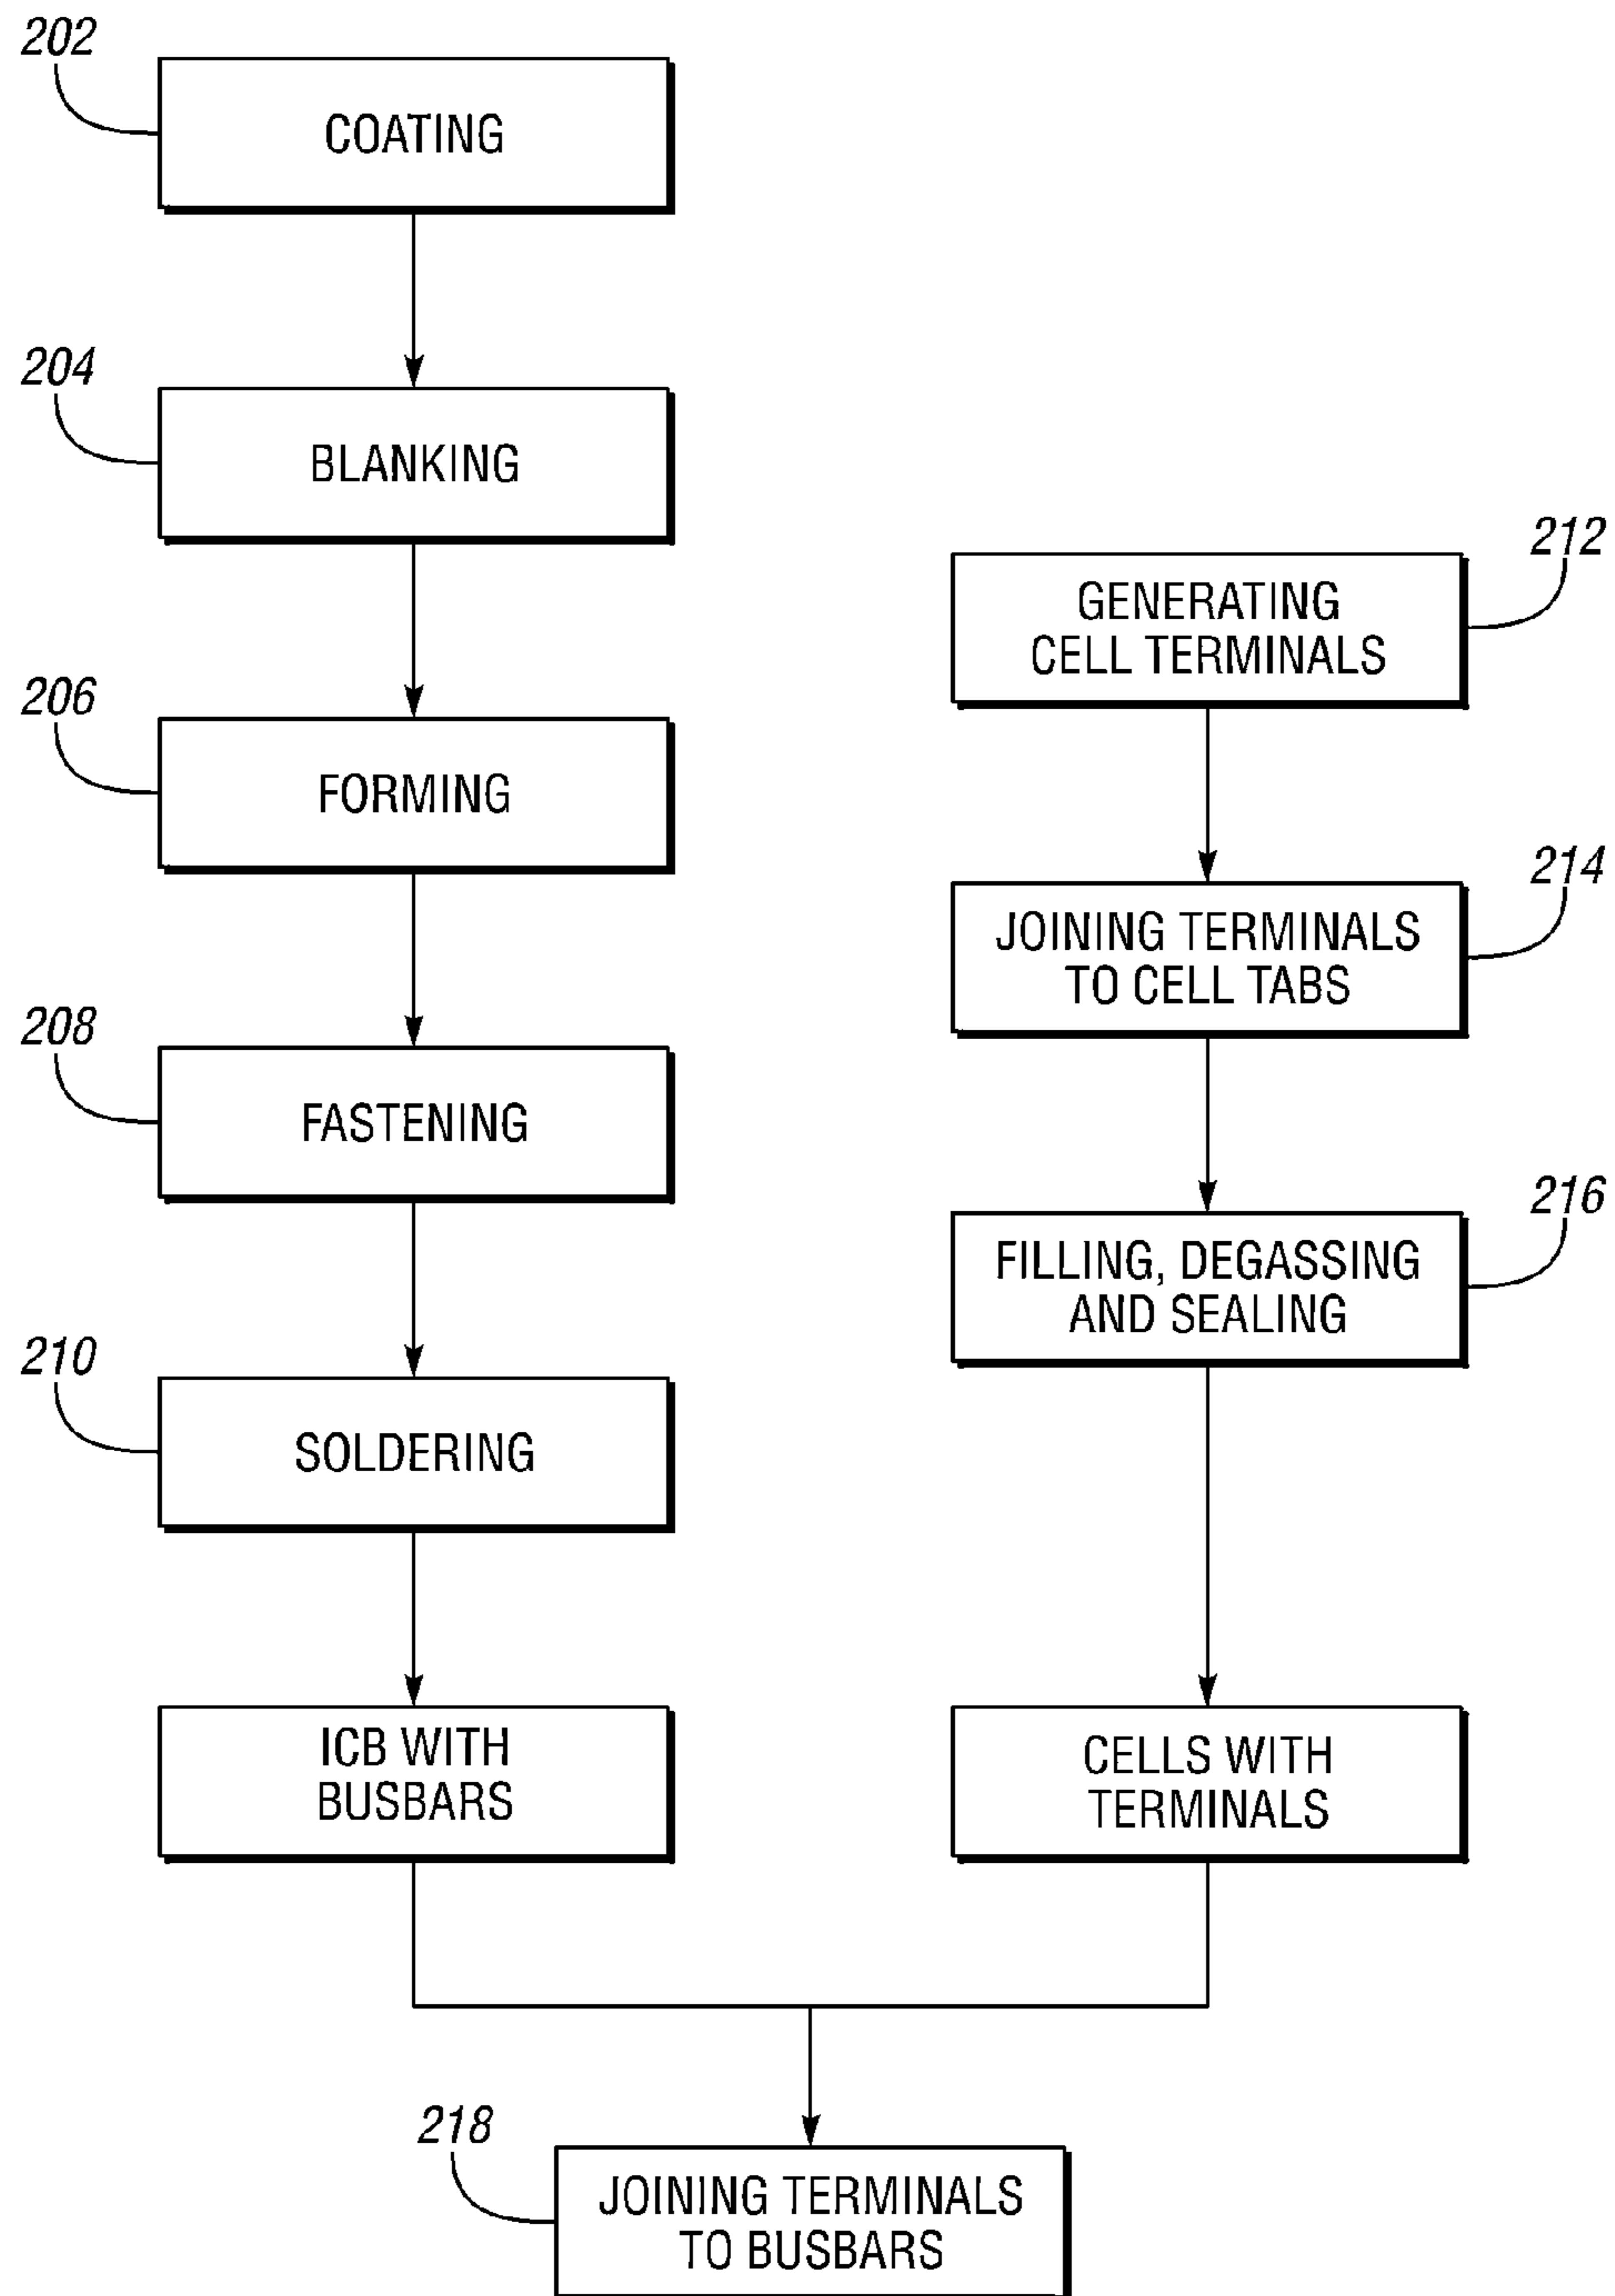 202
COATING
204
BLANKING
206
FORMING
208
FASTENING
210
SOLDERING
ICB WITH
BUSBARS
212
GENERATING
CELL TERMINALS
214
JOINING TERMINALS
TO CELL TABS
216
FILLING, DEGASSING
AND SEALING
CELLS WITH
TERMINALS
218
JOINING TERMINALS
TO BUSBARS